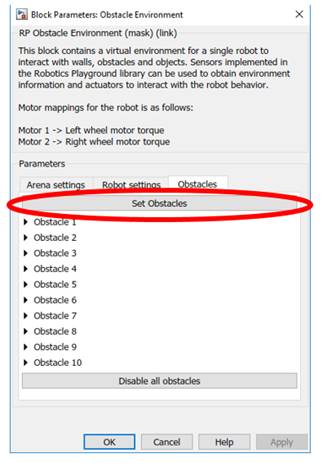 Block Parameters: Obstacle Environment
RP Obstacle Environment (mask) (link)
This block contains a virtual environment for a single robot to
interact with walls, obstacles and objects. Sensors implemented in
the Robotics Playground library can be used to obtain environment
information and actuators to interact with the robot behavior.
Motor mappings for the robot is as follows:
Motor 1 -> Left wheel motor torque
Motor 2 -> Right wheel motor torque
Parameters
Arena settings Robot settings Obstacles
Set Obstacles
Obstacle 1
Obstacle 2
Obstacle 3
Obstacle 4
Obstacle 5
Obstacle 6
Obstacle 7
Obstacle 8
Obstacle 9
Obstacle 10
Disable all obstacles
OK Cancel Help Apply